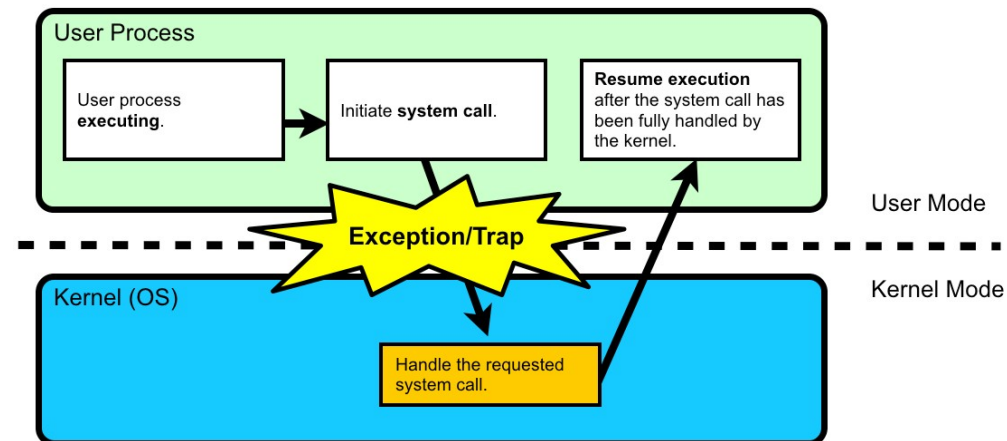 User Process
User process
executing.
Initiate system call.
Resume execution
after the system call has
been fully handled by
the kernel.
User Mode
Exception/Trap
Kernel Mode
Kernel (OS)
Handle the requested
system call.